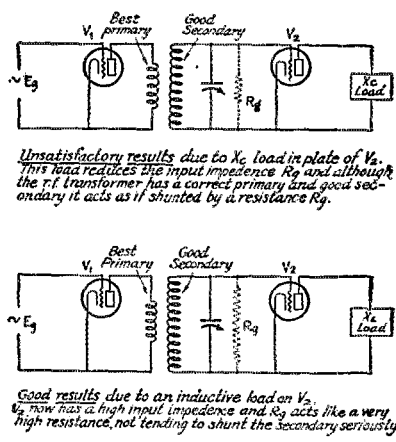 Best
Good
V₁
primary
Secondary
V₂
~ Eg
Rg
Xc
Load
Unsatisfactory results due to Xc load in plate of V₂.
This load reduces the input impedence Rg and although
the r.f. transformer has a correct primary and good sec-
ondary it acts as if shunted by a resistance Rg.
Best
Good
V₁
Primary
Secondary
V₂
~ Eg
Rg
XL
Load
Good results due to an inductive load on V₂.
V₂ now has a high input impedence and Rg acts like a very
high resistance, not tending to shunt the secondary seriously